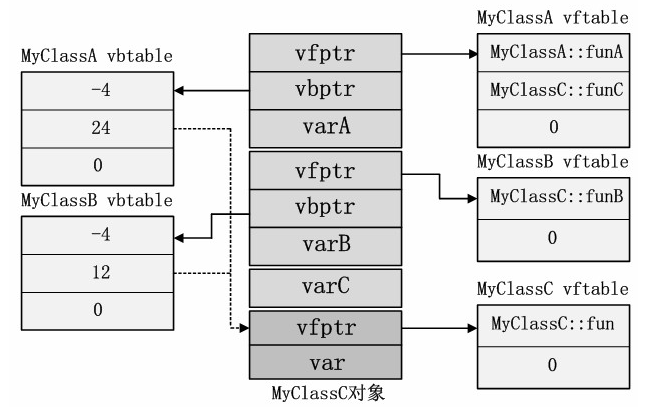 MyClassA vbtable
-4
24
0
MyClassB vbtable
-4
12
0
vfptr
vbptr
varA
vfptr
vbptr
varB
varC
vfptr
var
MyClassC对象
MyClassA vftable
MyClassA::funA
MyClassC::funC
0
MyClassB vftable
MyClassC::funB
0
MyClassC vftable
MyClassC::fun
0